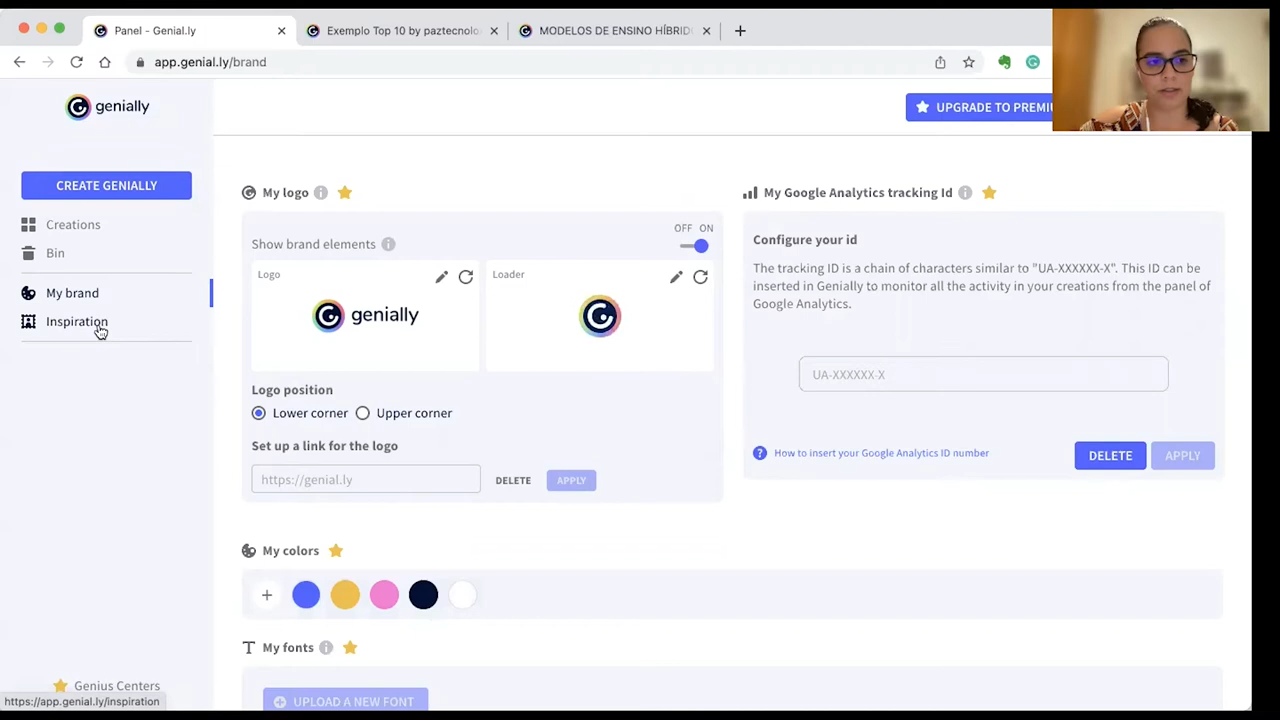 Panel - Genial.ly
Exemplo Top 10 by paztecnolo
MODELOS DE ENSINO HÍBRID
app.genial.ly/brand
genially
UPGRADE TO PREMIU
CREATE GENIALLY
Creations
Bin
My brand
Inspiration
My logo
Show brand elements
OFF ON
Logo
genially
Loader
Logo position
Lower corner
Upper corner
Set up a link for the logo
https://genial.ly
DELETE
APPLY
My Google Analytics tracking Id
Configure your id
The tracking ID is a chain of characters similar to "UA-XXXXXX-X". This ID can be
inserted in Genially to monitor all the activity in your creations from the panel of
Google Analytics.
UA-XXXXXX-X
How to insert your Google Analytics ID number
DELETE
APPLY
My colors
My fonts
UPLOAD A NEW FONT
Genius Centers
https://app.genial.ly/inspiration